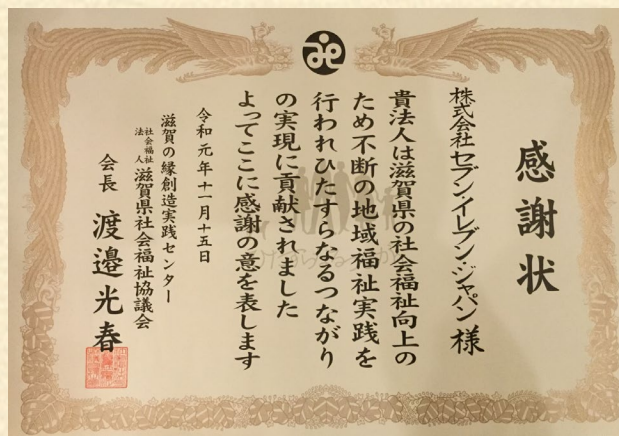 感謝状
株式会社セブン‐イレブン・ジャパン 様
貴法人は滋賀県の社会福祉向上の
ため不断の地域福祉実践を
行われひたすらなるつながり
の実現に貢献されました
よってここに感謝の意を表します
令和元年十一月十五日
滋賀の縁創造実践センター
社会福祉法人 滋賀県社会福祉協議会
会長 渡邉光春